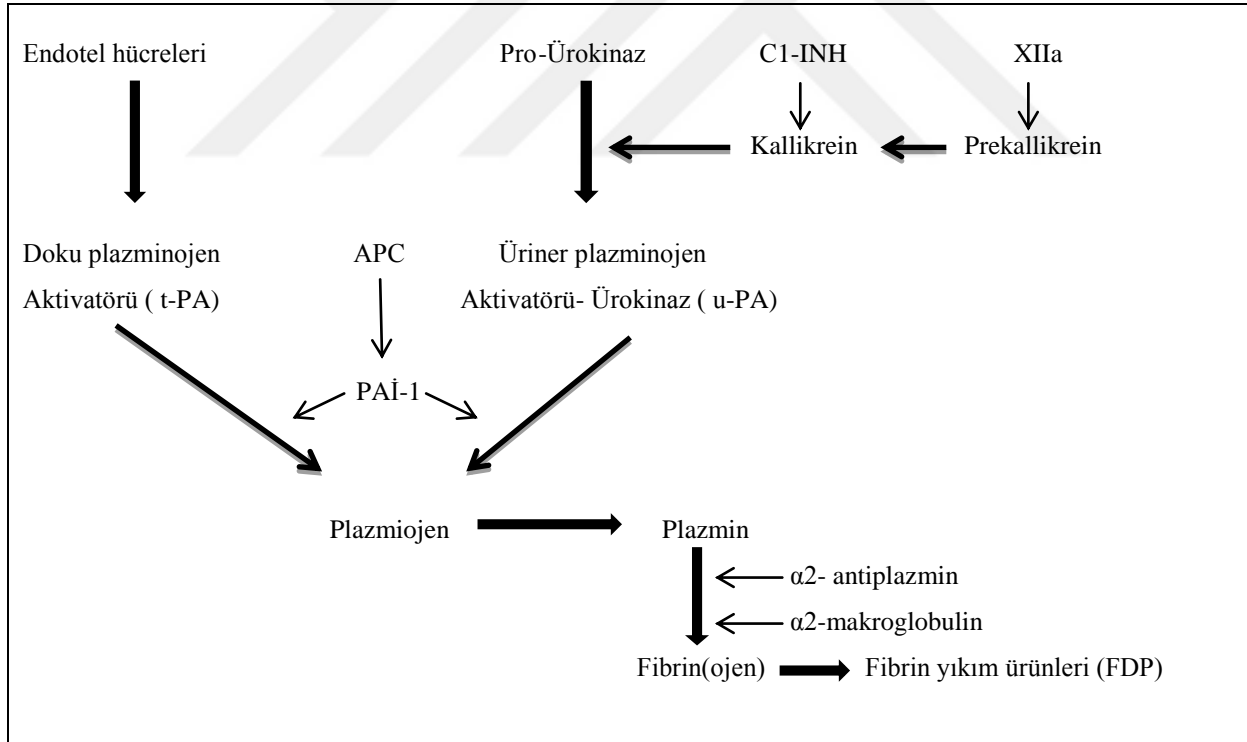 Endotel hücreleri
Pro-Ürokinaz
C1-INH
XIIa
Kallikrein
Prekallikrein
Doku plazminojen
Aktivatörü ( t-PA)
APC
Üriner plazminojen
Aktivatörü- Ürokinaz ( u-PA)
PAİ-1
Plazmiojen
Plazmin
α2- antiplazmin
α2-makroglobulin
Fibrin(ojen)
Fibrin yıkım ürünleri (FDP)